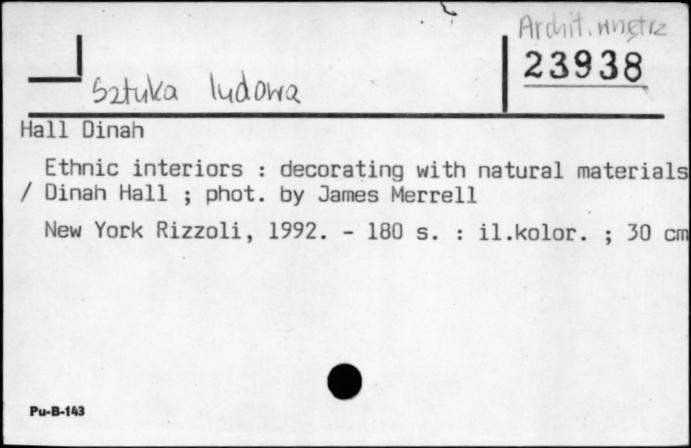 Archit. wnętrz
23938
Sztuka ludowa
Hall Dinah
Ethnic interiors : decorating with natural materials
/ Dinah Hall ; phot. by James Merrell
New York Rizzoli, 1992. - 180 s. : il.kolor. ; 30 cm
Pu-B-143